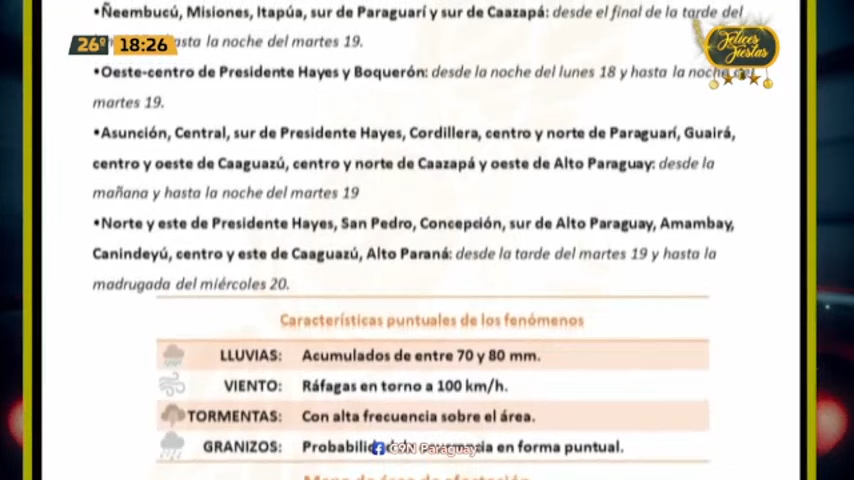 •Ñeembucú, Misiones, Itapúa, sur de Paraguarí y sur de Caazapá: desde el final de la tarde del
26º 18:26
hasta la noche del martes 19.
Felices Fiestas
•Oeste-centro de Presidente Hayes y Boquerón: desde la noche del lunes 18 y hasta la noche del
martes 19.
•Asunción, Central, sur de Presidente Hayes, Cordillera, centro y norte de Paraguarí, Guairá,
centro y oeste de Caaguazú, centro y norte de Caazapá y oeste de Alto Paraguay: desde la
mañana y hasta la noche del martes 19
•Norte y este de Presidente Hayes, San Pedro, Concepción, sur de Alto Paraguay, Amambay,
Canindeyú, centro y este de Caaguazú, Alto Paraná: desde la tarde del martes 19 y hasta la
madrugada del miércoles 20.
Características puntuales de los fenómenos
LLUVIAS: Acumulados de entre 70 y 80 mm.
VIENTO: Ráfagas en torno a 100 km/h.
TORMENTAS: Con alta frecuencia sobre el área.
GRANIZOS: en forma puntual.
C9N Paraguay
Mapa de área de afectación